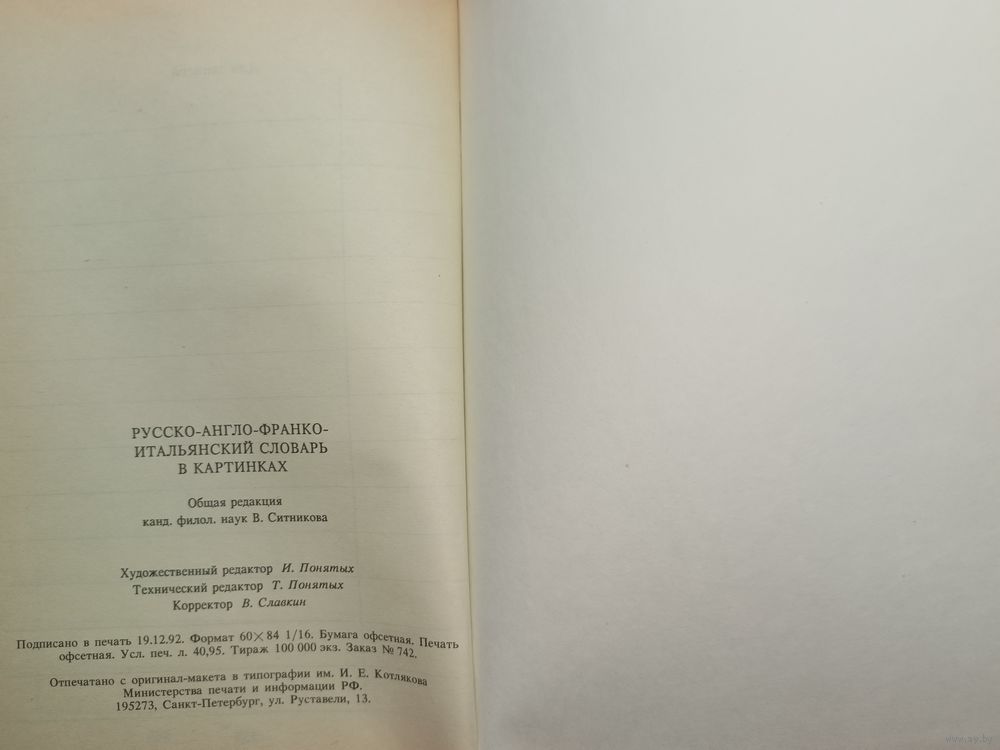 РУССКО-АНГЛО-ФРАНКО-
ИТАЛЬЯНСКИЙ СЛОВАРЬ
В КАРТИНКАХ
Общая редакция
канд. филол. наук В. Ситникова
Художественный редактор И. Понятых
Технический редактор Т. Понятых
Корректор В. Славкин
Подписано в печать 19.12.92. Формат 60×84 1/16. Бумага офсетная. Печать
офсетная. Усл. печ. л. 40,95. Тираж 100 000 экз. Заказ № 742.
Отпечатано с оригинал-макета в типографии им. И. Е. Котлякова
Министерства печати и информации РФ.
195273, Санкт-Петербург, ул. Руставели, 13.
www.ay.by